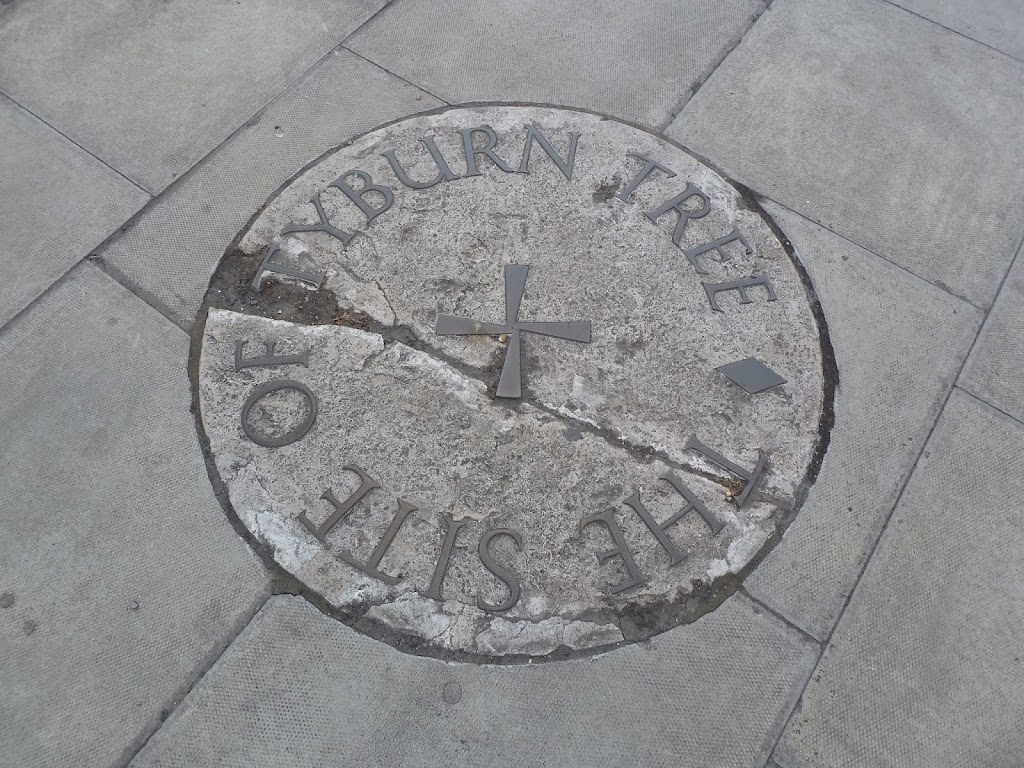 THE SITE OF TYBURN TREE